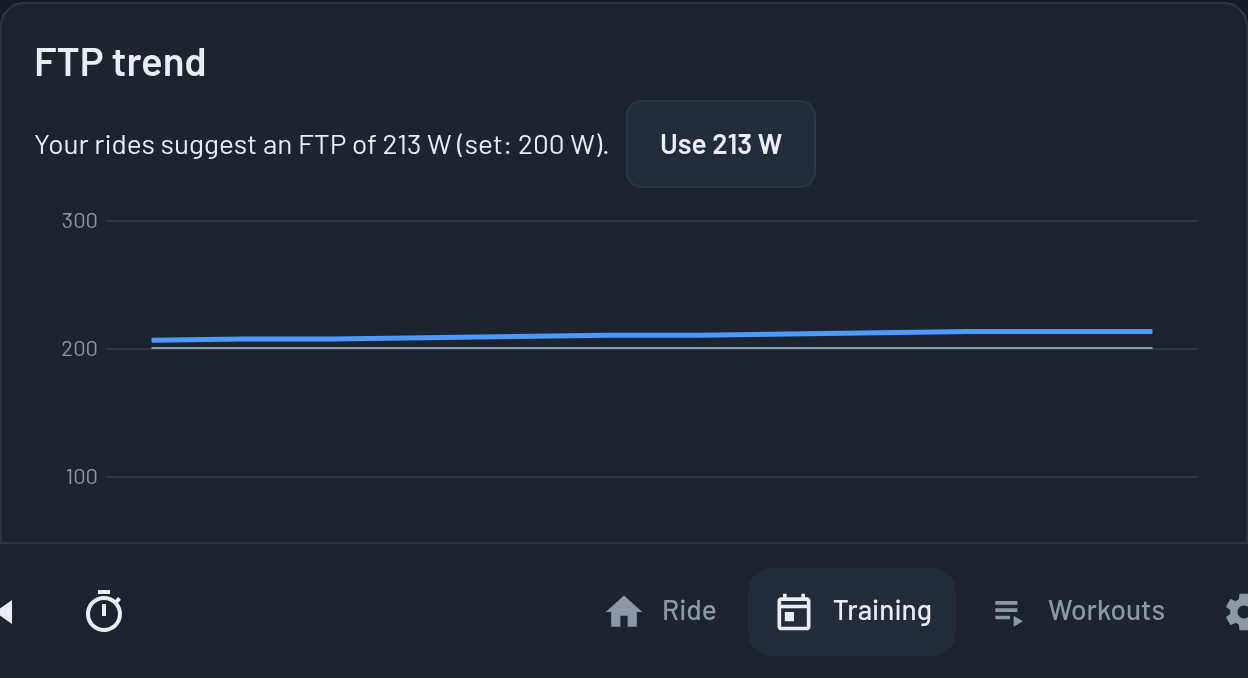 FTP trend
Your rides suggest an FTP of 213 W (set: 200 W). Use 213 W
300
200
100
Ride Training Workouts